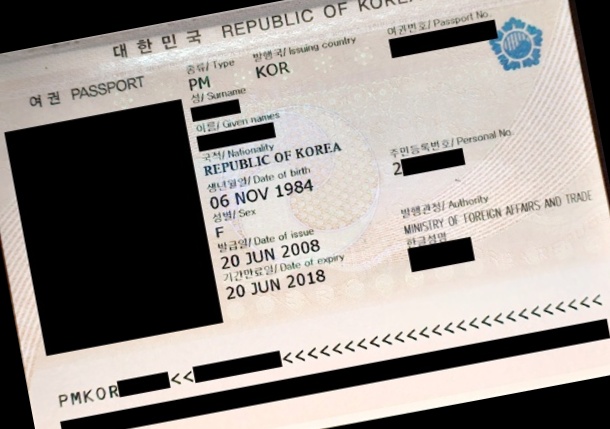 대한민국 REPUBLIC OF KOREA
여권 PASSPORT
종류/ Type 발행국/ Issuing country 여권번호/ Passport No.
PM KOR
성/ Surname
이름/ Given names
국적/ Nationality 주민등록번호/ Personal No.
REPUBLIC OF KOREA 2
생년월일/ Date of birth
06 NOV 1984
성별/ Sex 발행관청/ Authority
F MINISTRY OF FOREIGN AFFAIRS AND TRADE
발급일/ Date of issue 한글성명
20 JUN 2008
기간만료일/ Date of expiry
20 JUN 2018
PMKOR <<  <<<<<<<<<<<<<<<<<<<<<<<<<<<<